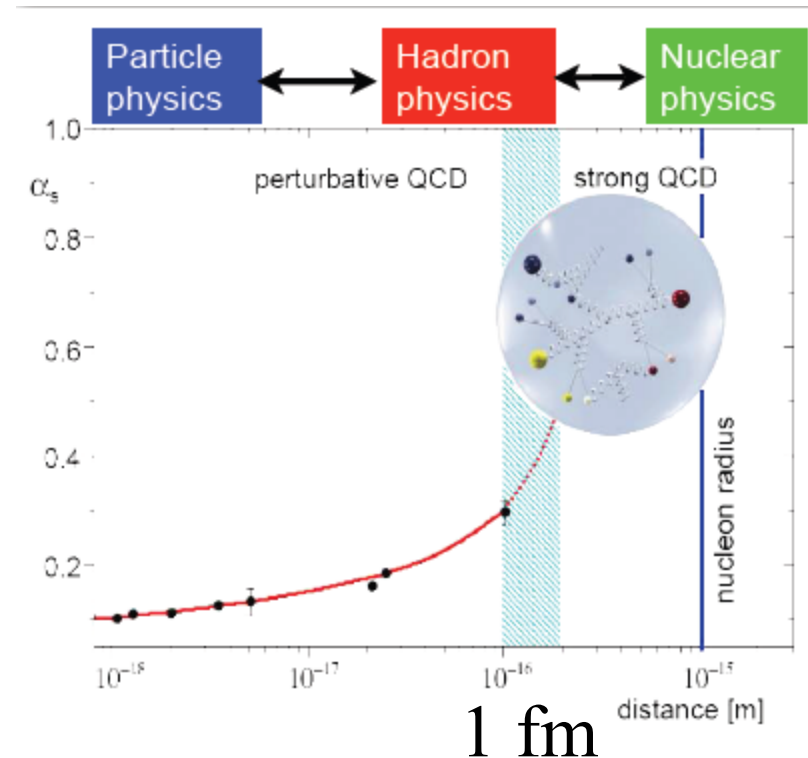 Particle
physics
Hadron
physics
Nuclear
physics
1.0
αs
perturbative QCD
strong QCD
0.8
0.6
0.4
0.2
nucleon radius
10⁻¹⁸
10⁻¹⁷
10⁻¹⁶
10⁻¹⁵
distance [m]
1 fm